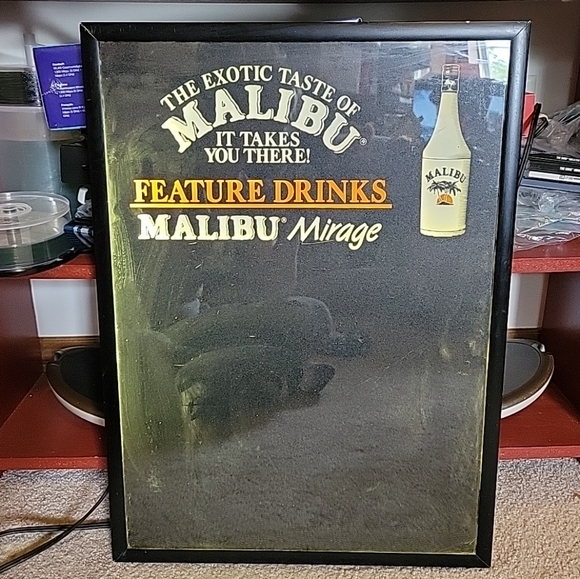 THE EXOTIC TASTE OF
MALIBU®
IT TAKES
YOU THERE!
FEATURE DRINKS
MALIBU® Mirage
MALIBU